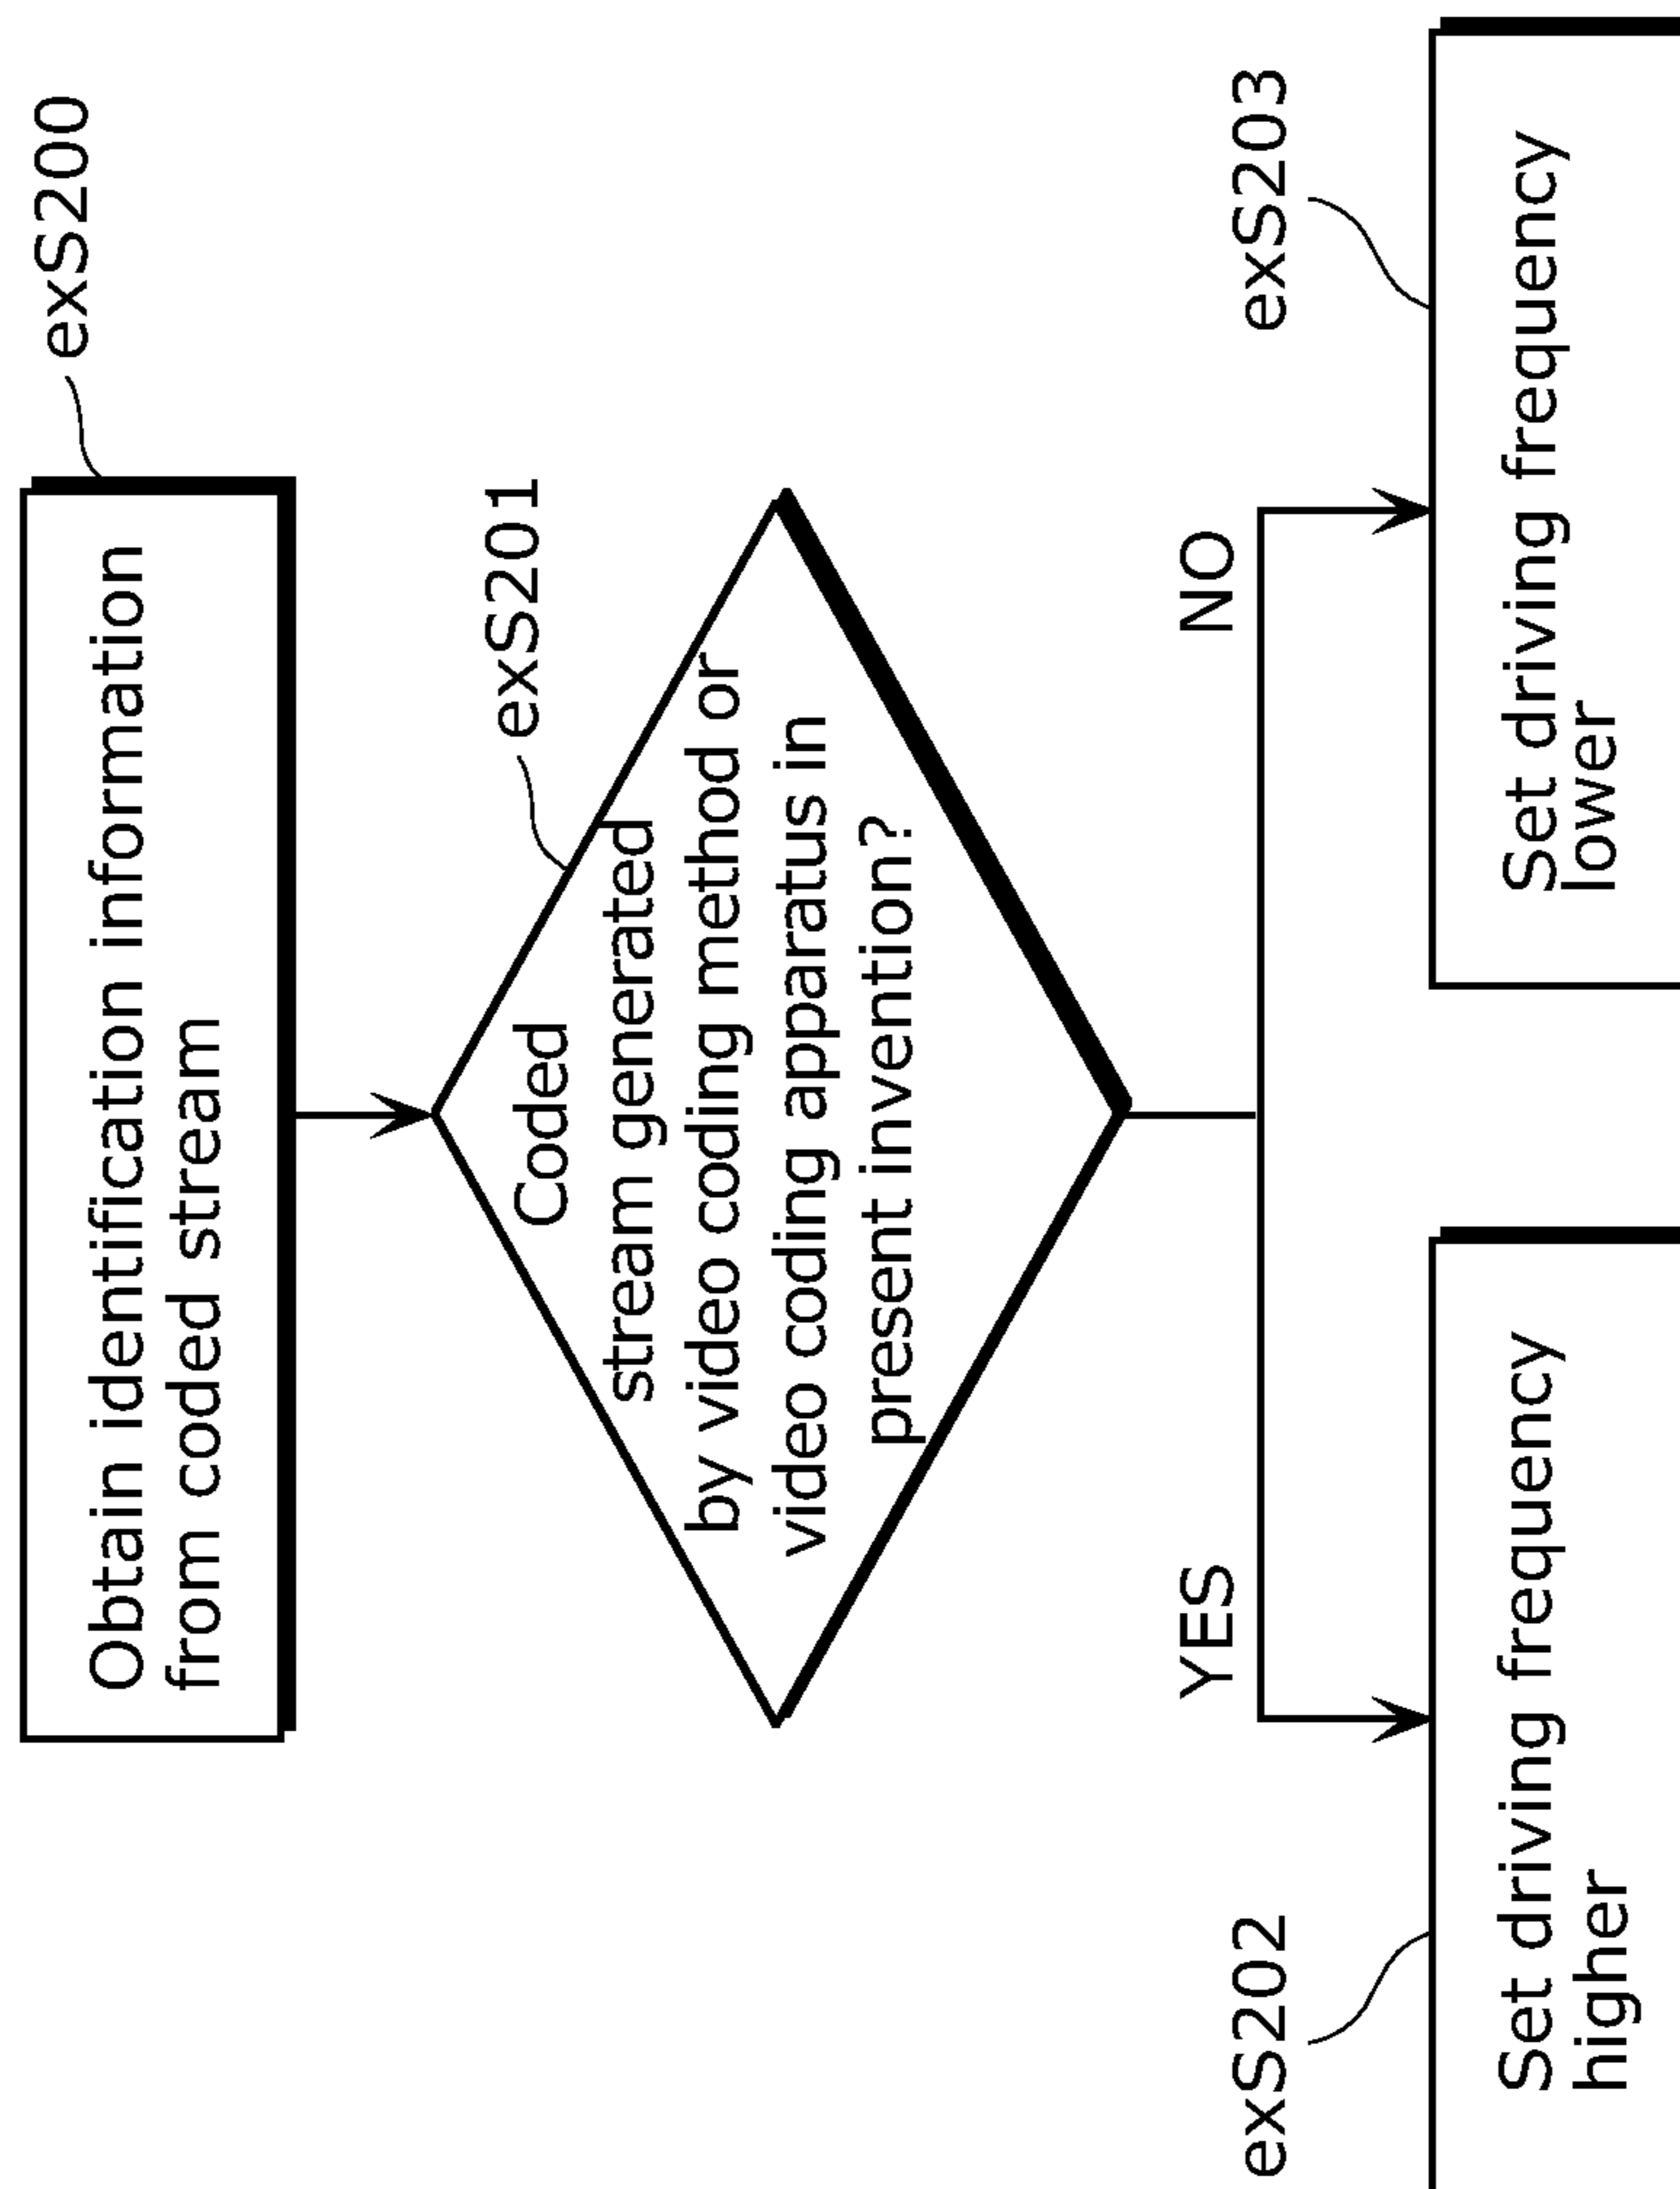 exS200
Obtain identification information
from coded stream
exS201
Coded
stream generated
by video coding method or
video coding apparatus in
present invention?
YES
NO
exS202
Set driving frequency
higher
exS203
Set driving frequency
lower